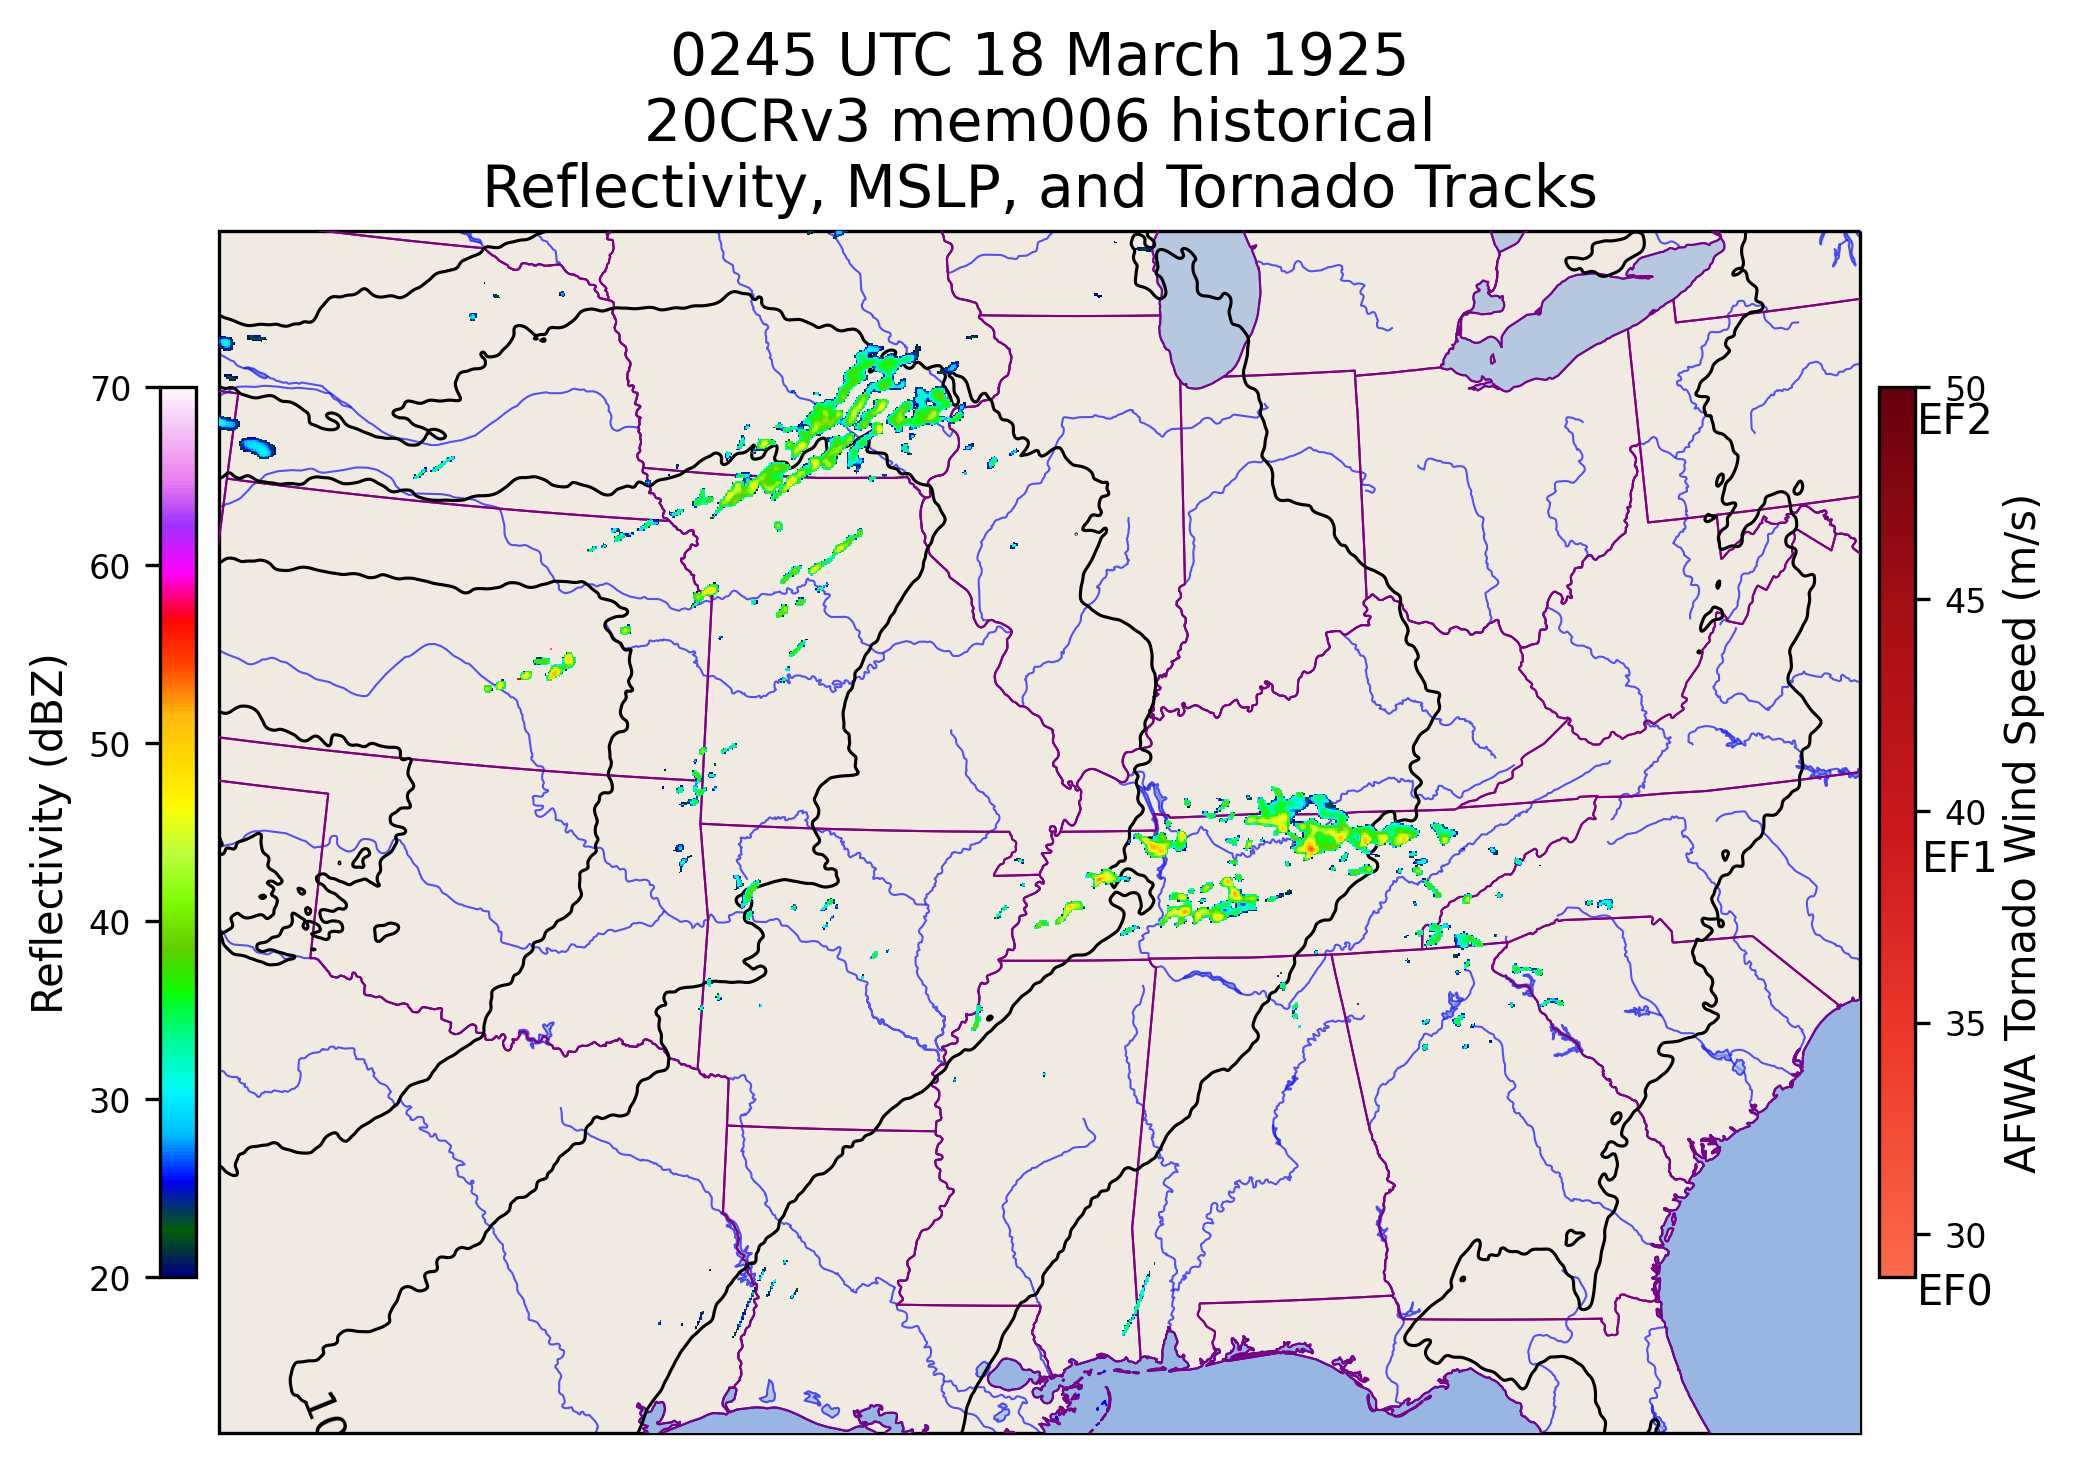 0245 UTC 18 March 1925
20CRv3 mem006 historical
Reflectivity, MSLP, and Tornado Tracks
70
60
50
40
30
20
Reflectivity (dBZ)
10
50
EF2
45
40
EF1
35
30
EF0
AFWA Tornado Wind Speed (m/s)